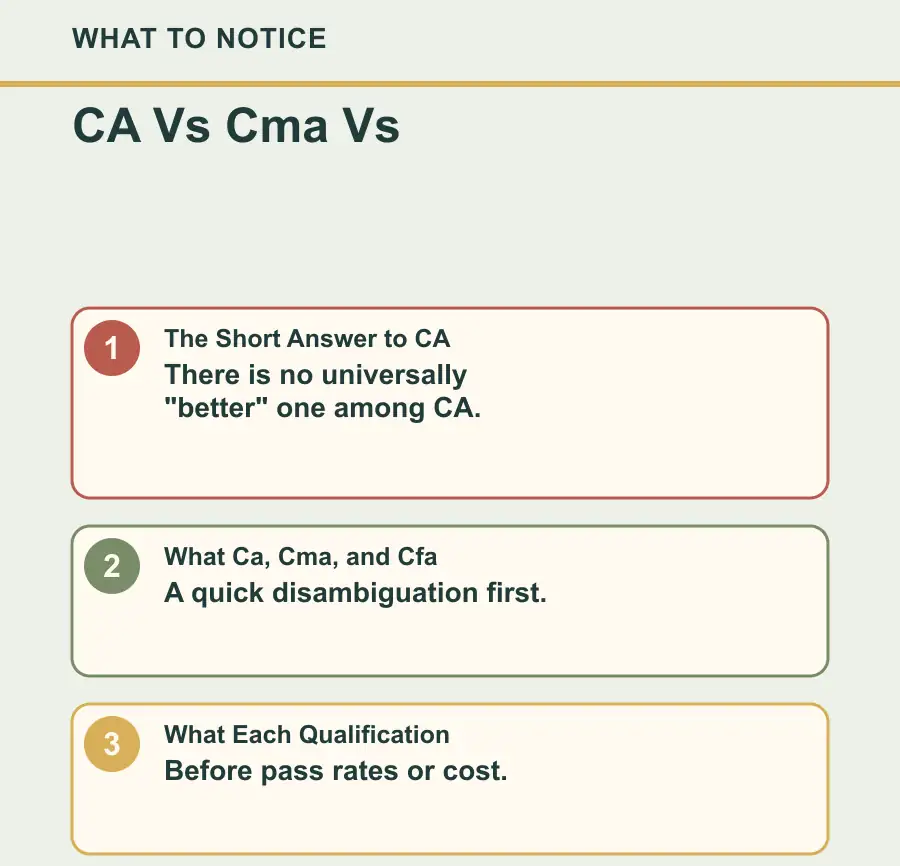 WHAT TO NOTICE
CA Vs Cma Vs
1
The Short Answer to CA
There is no universally
"better" one among CA.
2
What Ca, Cma, and Cfa
A quick disambiguation first.
3
What Each Qualification
Before pass rates or cost.